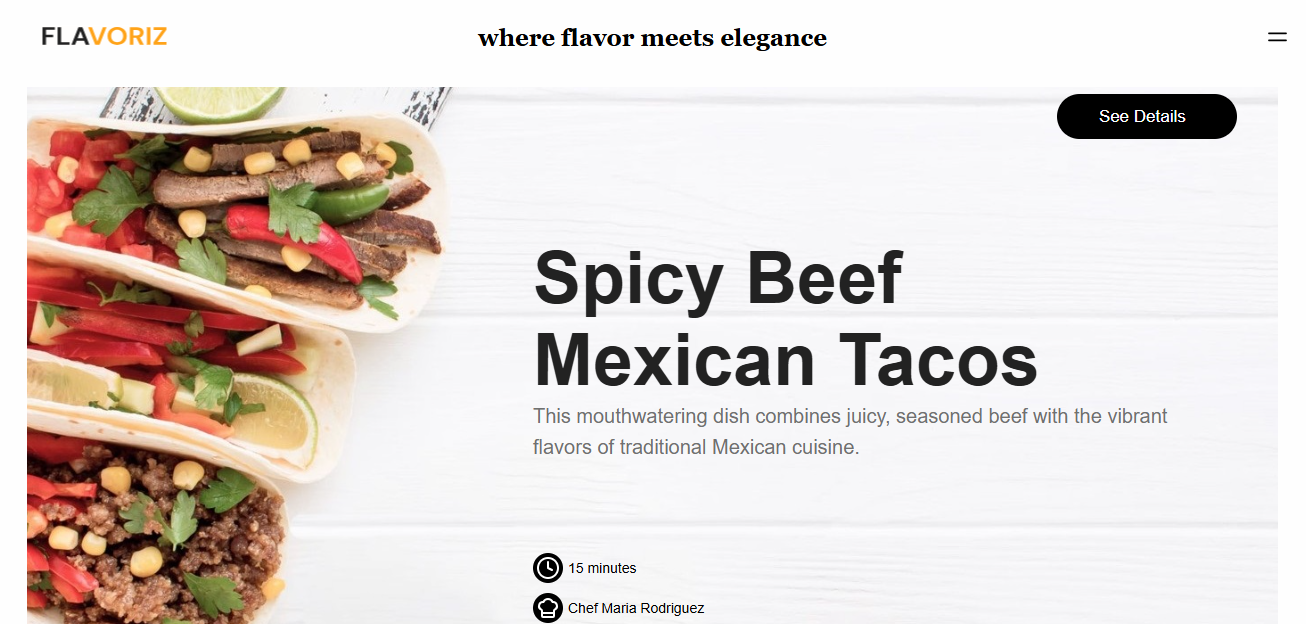 FLAVORIZ
where flavor meets elegance
See Details
Spicy Beef
Mexican Tacos
This mouthwatering dish combines juicy, seasoned beef with the vibrant
flavors of traditional Mexican cuisine.
15 minutes
Chef Maria Rodriguez